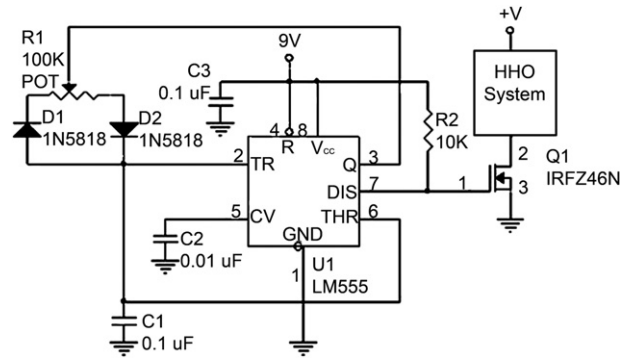 +V
R1
100K
POT
9V
C3
0.1 uF
HHO
System
D1
1N5818
D2
1N5818
R2
10K
4
8
R
Vcc
2
TR
Q
3
2
Q1
IRFZ46N
1
3
DIS
7
5
CV
THR
6
GND
C2
0.01 uF
1
U1
LM555
C1
0.1 uF